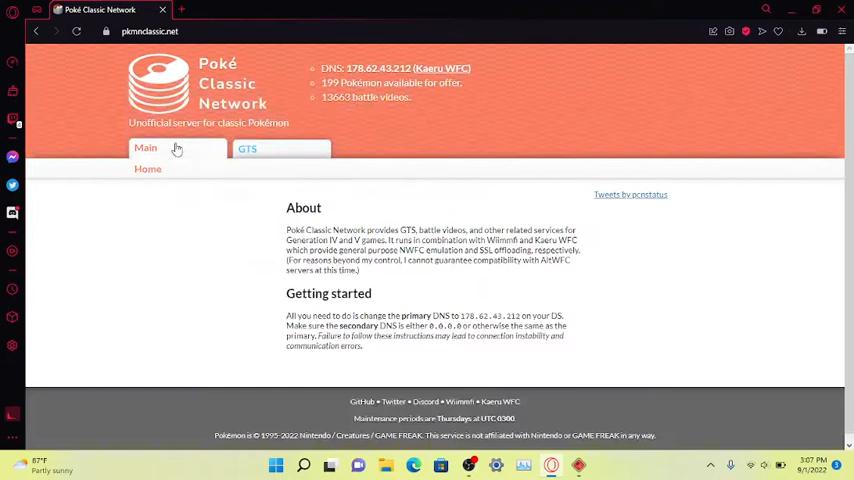 Poké Classic Network
pkmnclassic.net
Poké
Classic
Network
Unofficial server for classic Pokémon
DNS: 178.62.43.212 (Kaeru WFC)
199 Pokémon available for offer.
13663 battle videos.
Main
GTS
Home
Tweets by pcnstatus
About
Poké Classic Network provides GTS, battle videos, and other related services for
Generation IV and V games. It runs in combination with Wiimmfi and Kaeru WFC
which provide general purpose NWFC emulation and SSL offloading, respectively.
(For reasons beyond my control, I cannot guarantee compatibility with AltWFC
servers at this time.)
Getting started
All you need to do is change the primary DNS to 178.62.43.212 on your DS.
Make sure the secondary DNS is either 0.0.0.0 or otherwise the same as the
primary. Failure to follow these instructions may lead to connection instability and
communication errors.
GitHub • Twitter • Discord • Wiimmfi • Kaeru WFC
Maintenance periods are Thursdays at UTC 0300.
Pokémon is © 1995-2022 Nintendo / Creatures / GAME FREAK. This service is not affiliated with Nintendo or GAME FREAK in any way.
87°F
Partly sunny
3:07 PM
9/1/2022